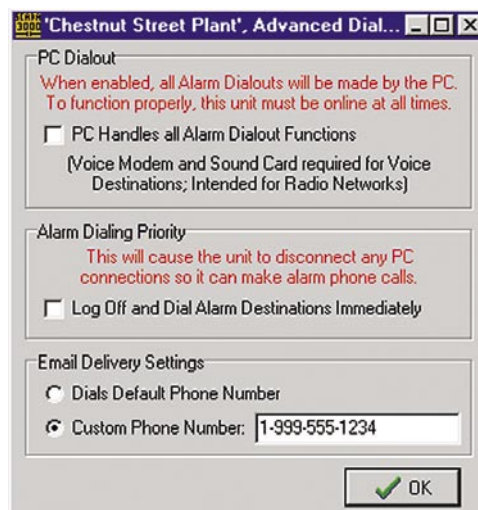 'Chestnut Street Plant', Advanced Dial...
PC Dialout
When enabled, all Alarm Dialouts will be made by the PC.
To function properly, this unit must be online at all times.
PC Handles all Alarm Dialout Functions
(Voice Modem and Sound Card required for Voice
Destinations; Intended for Radio Networks)
Alarm Dialing Priority
This will cause the unit to disconnect any PC
connections so it can make alarm phone calls.
Log Off and Dial Alarm Destinations Immediately
Email Delivery Settings
Dials Default Phone Number
Custom Phone Number: 1-999-555-1234
OK